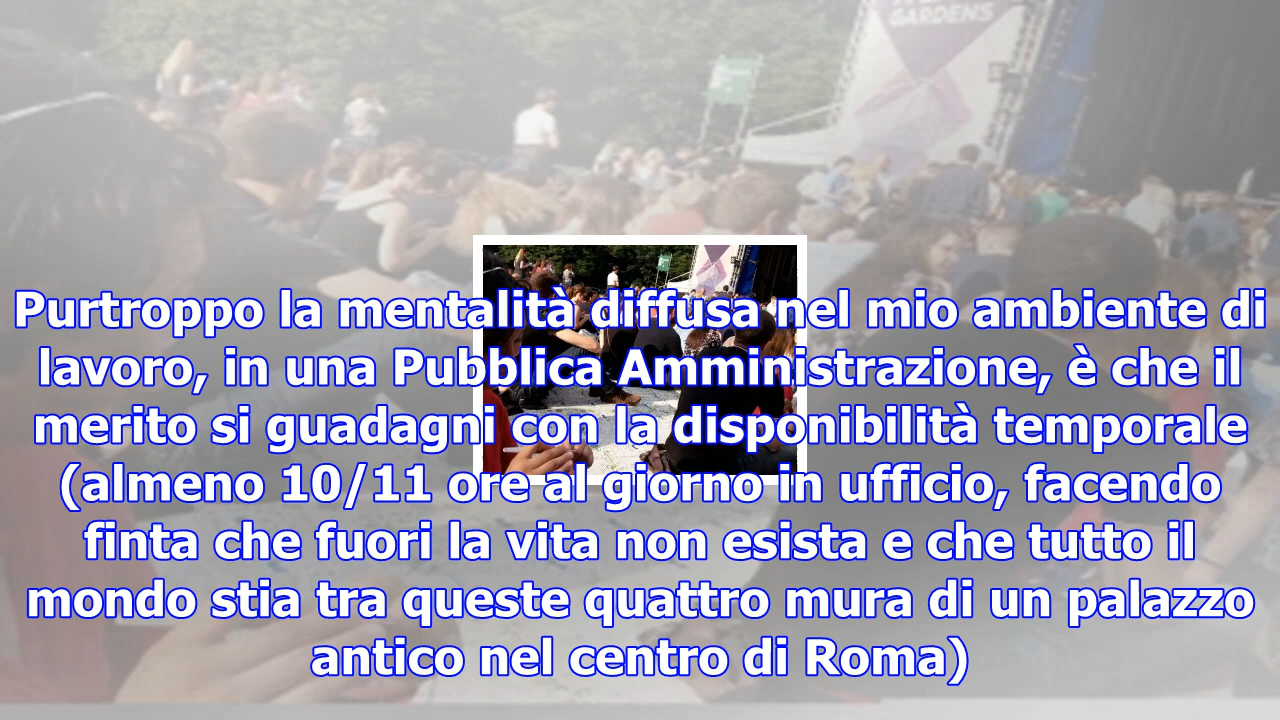 GARDENS
Purtroppo la mentalità diffusa nel mio ambiente di
lavoro, in una Pubblica Amministrazione, è che il
merito si guadagni con la disponibilità temporale
(almeno 10/11 ore al giorno in ufficio, facendo
finta che fuori la vita non esista e che tutto il
mondo stia tra queste quattro mura di un palazzo
antico nel centro di Roma)